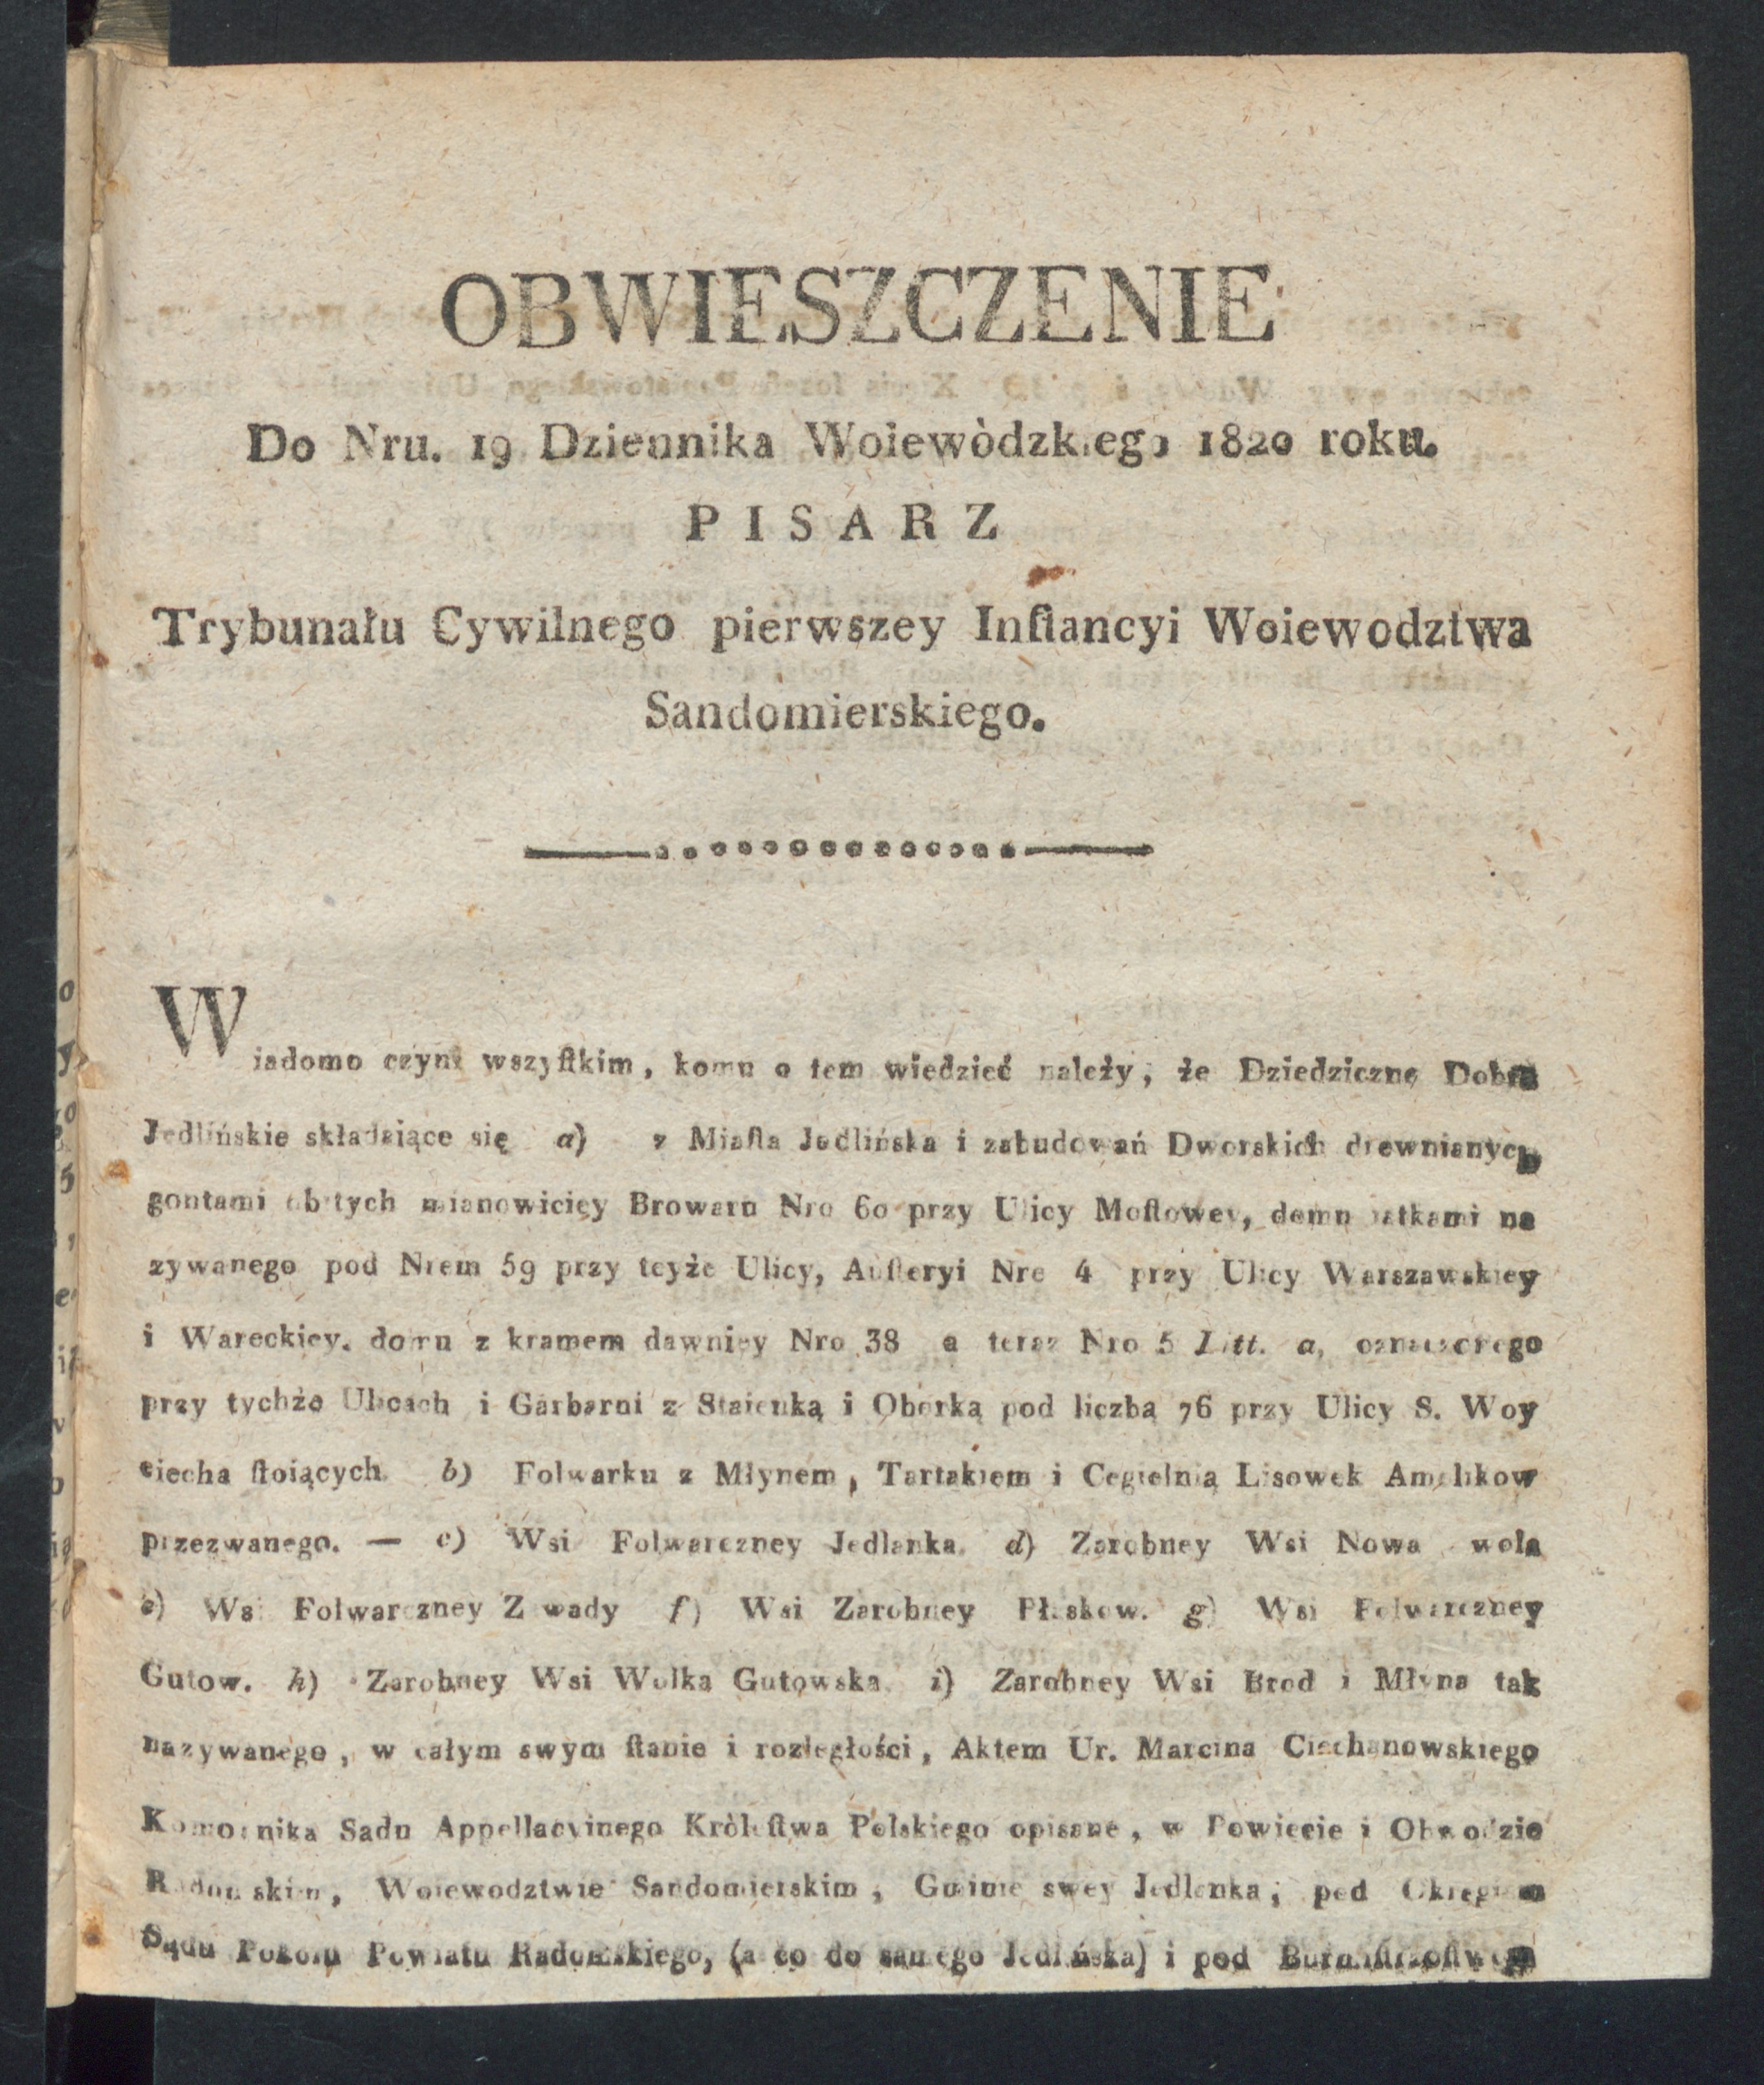 OBWIESZCZENIE
Do Nru. 19 Dziennika Woiewòdzkiego 1820 roku.
PISARZ
Trybunału Cywilnego pierwszey Inſtancyi Woiewodztwa
Sandomierskiego.
Wiadomo czyni wszyſtkim, komu o tem wiedzieć należy, że Dziedziczne Dobra
Jedlińskie składaiące się a) z Miaſta Jedlińska i zabudowań Dworskich drewnianych
gontami obitych mianowiciey Browaru Nro 60 przy Ulicy Moſtowey, domu iatkami na
zywanego pod Nrem 59 przy teyże Ulicy, Auſteryi Nre 4 przy Ulicy Warszawskiey
i Wareckiey. domu z kramem dawniey Nro 38 a teraz Nro 5 Litt. a, oznaczonego
przy tychże Ulicach i Garbarni z Staienką i Oborką pod liczbą 76 przy Ulicy S. Woy
ciecha ſtoiących. b) Folwarku z Młynem, Tartakiem i Cegielnią Lisowek Amelikow
przezwanego. — c) Wsi Folwarczney Jedlanka. d) Zarobney Wsi Nowa wola
e) Wsi Folwarczney Zawady f) Wsi Zarobney Płaskow. g) Wsi Folwarczney
Gutow. h) Zarobney Wsi Wolka Gutowska. i) Zarobney Wsi Brod i Młyna tak
nazywanego, w całym swym ſtanie i rozległości, Aktem Ur. Marcina Ciechanowskiego
Komornika Sadu Appellacyinego Kròleſtwa Polskiego opisane, w Powiecie i Obwodzie
Radomskim, Woiewodztwie Sandomierskim, Gminie swey Jedlanka, pod Okręgiem
Sądu Pokoiu Powiatu Radomskiego, (a co do samego Jedlińska) i pod Burmiſtrzoſtwem